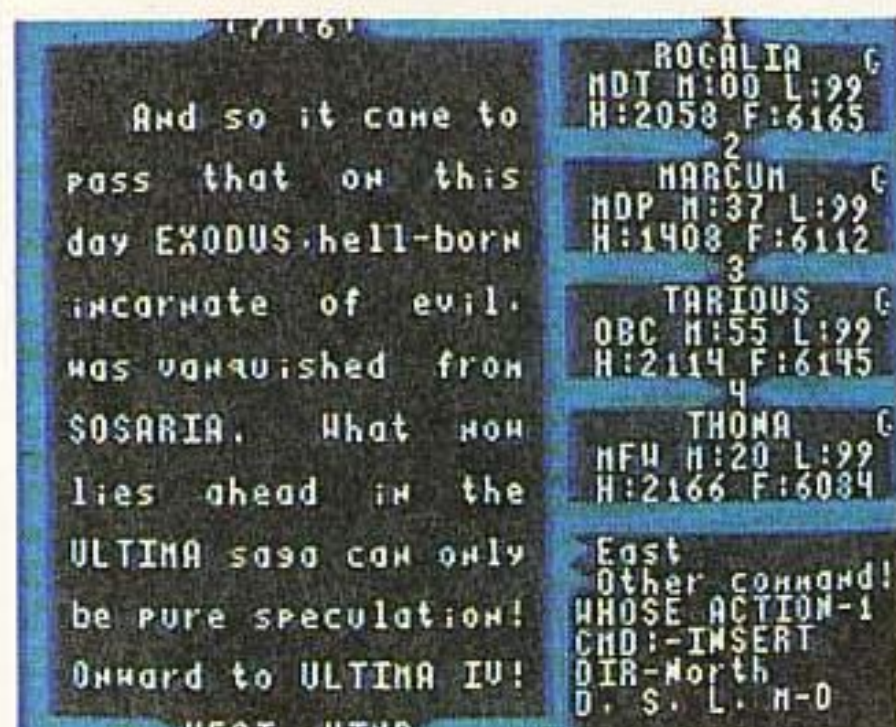 And so it came to
pass that on this
day EXODUS, hell-born
incarnate of evil,
was vanquished from
SOSARIA. What now
lies ahead in the
ULTIMA saga can only
be pure speculation!
Onward to ULTIMA IV!
1
ROGALIA G
MDT M:00 L:99
H:2058 F:6165
2
MARCUM G
MDP M:37 L:99
H:1408 F:6112
3
TARIOUS G
OBC M:55 L:99
H:2114 F:6145
4
THOMA G
MFW M:20 L:99
H:2166 F:6084
East
Other command!
WHOSE ACTION-1
CMD:-INSERT
DIR-North
D, S, L, M-D